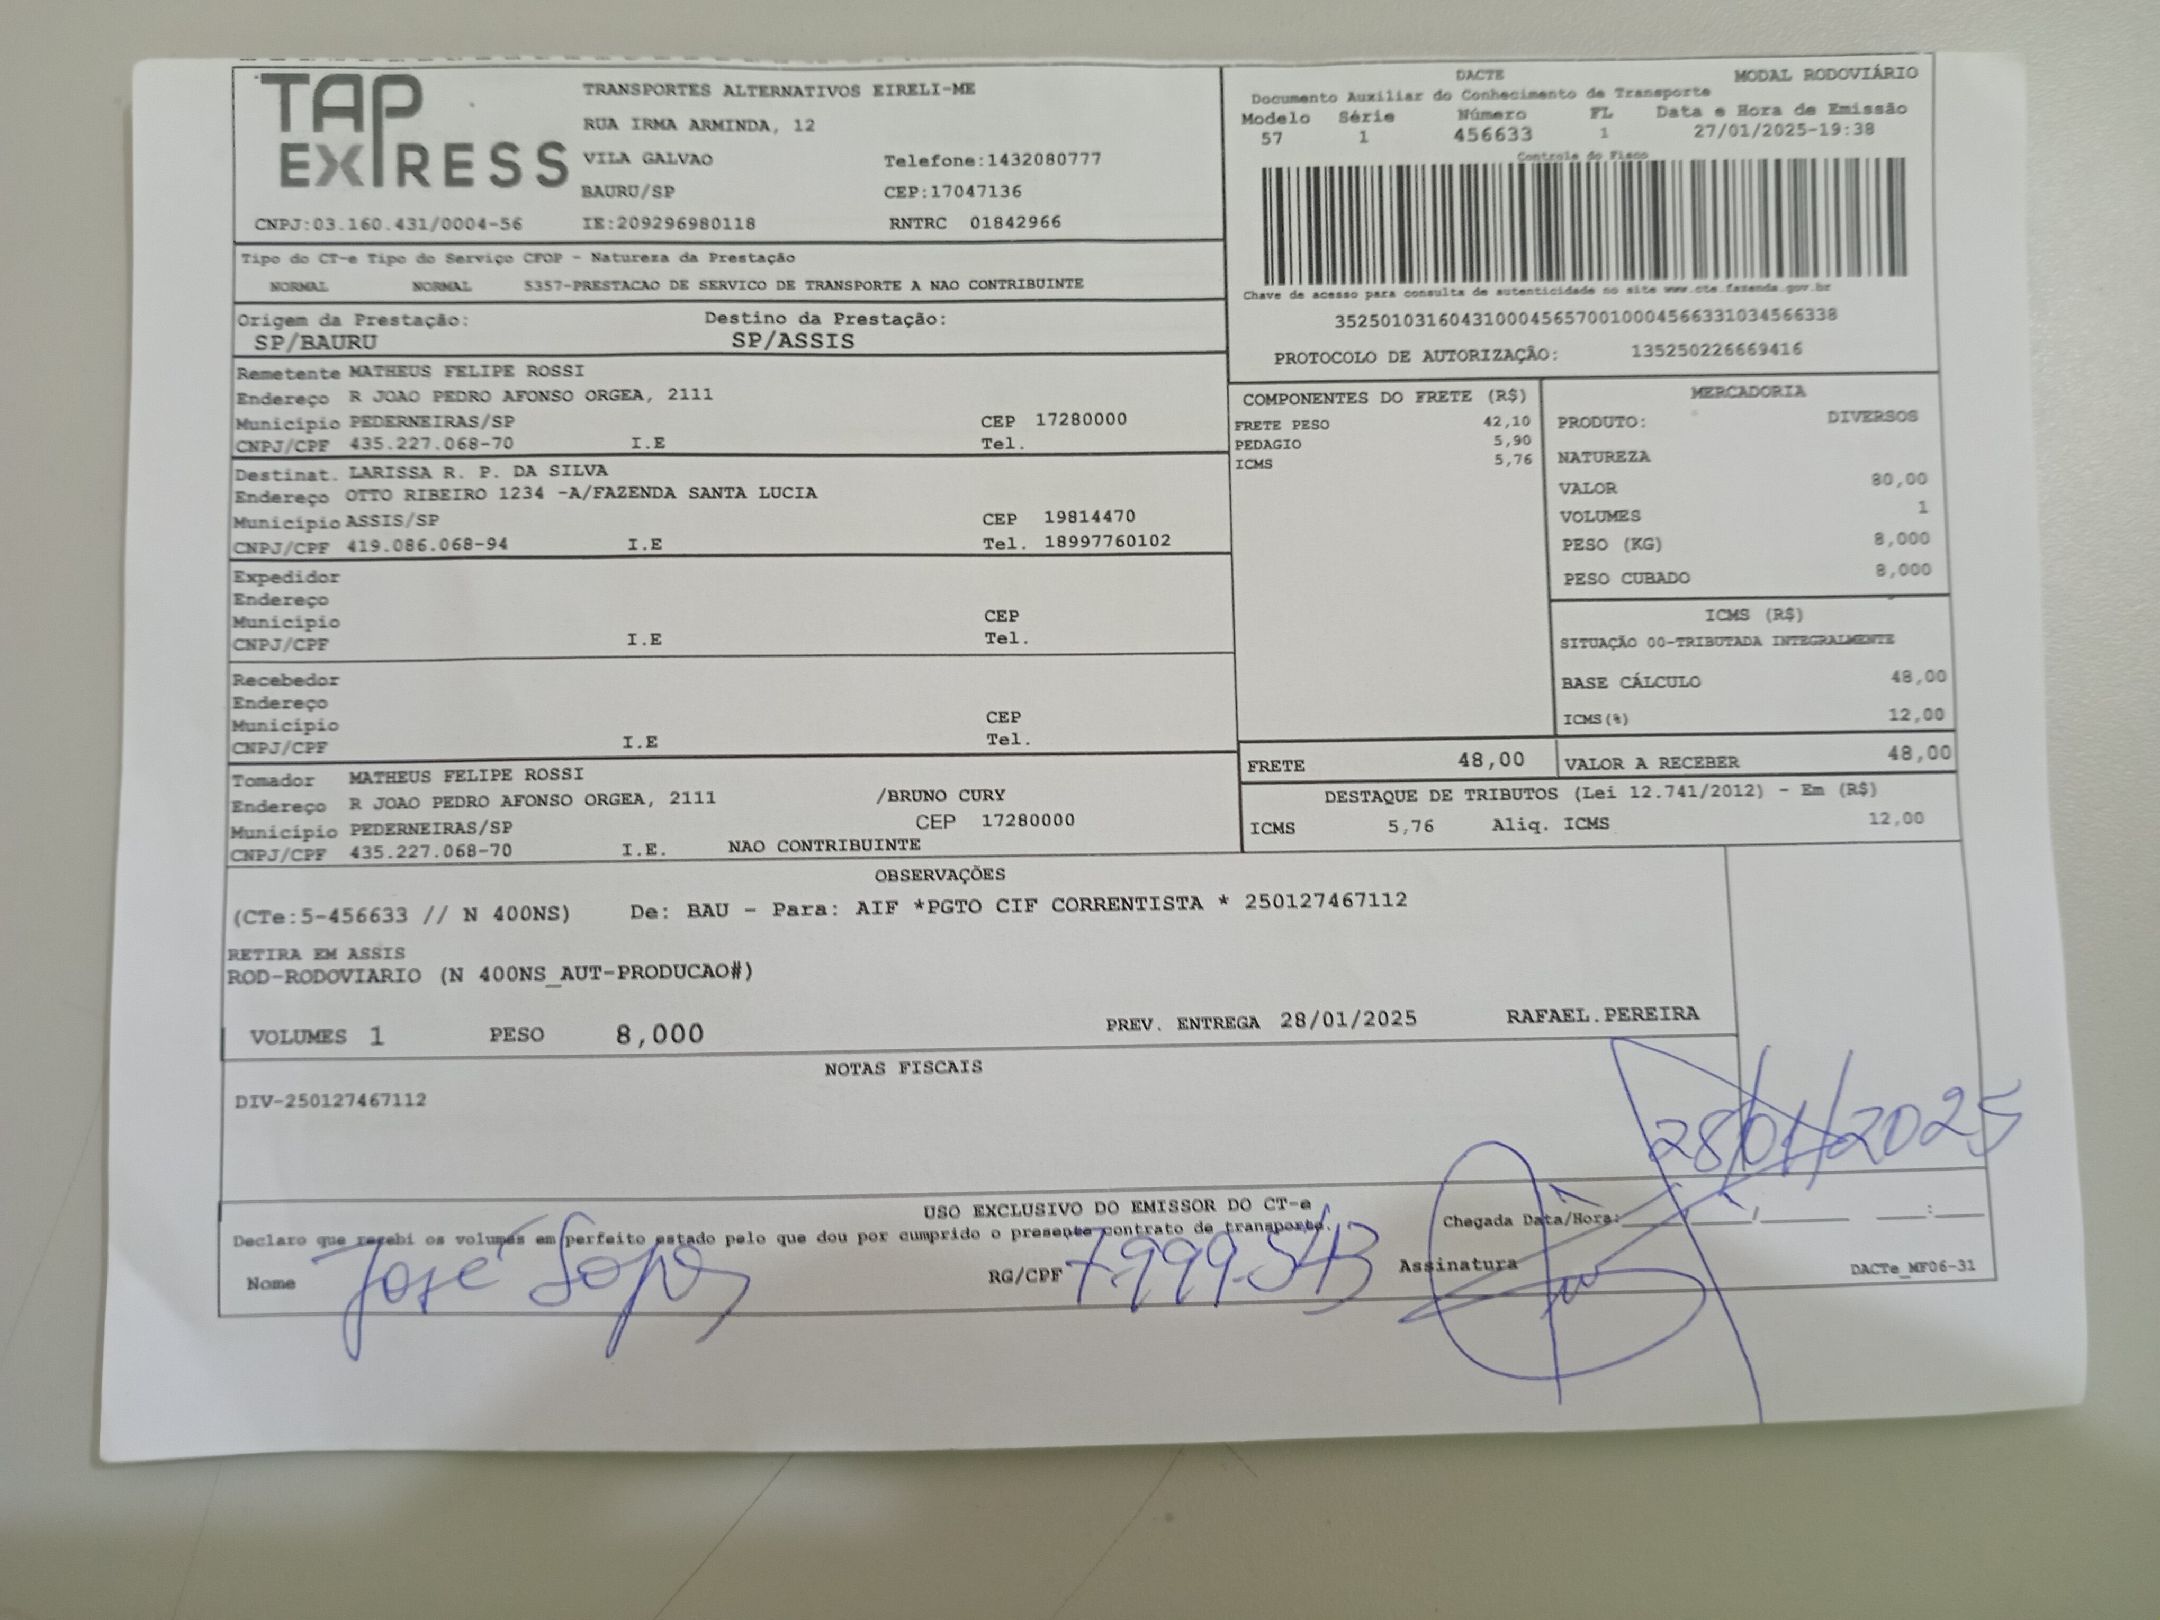 TAP EXPRESS
TRANSPORTES ALTERNATIVOS EIRELI-ME
RUA IRMA ARMINDA, 12
VILA GALVAO Telefone:1432080777
BAURU/SP CEP:17047136
CNPJ:03.160.431/0004-56 IE:209296980118 RNTRC 01842966
DACTE MODAL RODOVIÁRIO
Documento Auxiliar do Conhecimento de Transporte
Modelo Série Número FL Data e Hora de Emissão
57 1 456633 1 27/01/2025-19:38
Controle do Fisco
Chave de acesso para consulta de autenticidade no site www.cte.fazenda.gov.br
35250103160431000456570010004566331034566338
PROTOCOLO DE AUTORIZAÇÃO: 135250226669416
Tipo do CT-e Tipo do Serviço CFOP - Natureza da Prestação
NORMAL NORMAL 5357-PRESTACAO DE SERVICO DE TRANSPORTE A NAO CONTRIBUINTE
Origem da Prestação: Destino da Prestação:
SP/BAURU SP/ASSIS
Remetente MATHEUS FELIPE ROSSI
Endereço R JOAO PEDRO AFONSO ORGEA, 2111
Município PEDERNEIRAS/SP CEP 17280000
CNPJ/CPF 435.227.068-70 I.E Tel.
Destinat. LARISSA R. P. DA SILVA
Endereço OTTO RIBEIRO 1234 -A/FAZENDA SANTA LUCIA
Município ASSIS/SP CEP 19814470
CNPJ/CPF 419.086.068-94 I.E Tel. 18997760102
Expedidor
Endereço
Município CEP
CNPJ/CPF I.E Tel.
Recebedor
Endereço
Município CEP
CNPJ/CPF I.E Tel.
Tomador MATHEUS FELIPE ROSSI
Endereço R JOAO PEDRO AFONSO ORGEA, 2111 /BRUNO CURY
Município PEDERNEIRAS/SP CEP 17280000
CNPJ/CPF 435.227.068-70 I.E. NAO CONTRIBUINTE
COMPONENTES DO FRETE (R$)
FRETE PESO 42,10
PEDAGIO 5,90
ICMS 5,76
MERCADORIA
PRODUTO: DIVERSOS
NATUREZA
VALOR 80,00
VOLUMES 1
PESO (KG) 8,000
PESO CUBADO 8,000
ICMS (R$)
SITUAÇÃO 00-TRIBUTADA INTEGRALMENTE
BASE CÁLCULO 48,00
ICMS(%) 12,00
FRETE 48,00 VALOR A RECEBER 48,00
DESTAQUE DE TRIBUTOS (Lei 12.741/2012) - Em (R$)
ICMS 5,76 Aliq. ICMS 12,00
OBSERVAÇÕES
(CTe:5-456633 // N 400NS) De: BAU - Para: AIF *PGTO CIF CORRENTISTA * 250127467112
RETIRA EM ASSIS
ROD-RODOVIARIO (N 400NS_AUT-PRODUCAO#)
VOLUMES 1 PESO 8,000 PREV. ENTREGA 28/01/2025 RAFAEL.PEREIRA
NOTAS FISCAIS
DIV-250127467112
28/01/2025
USO EXCLUSIVO DO EMISSOR DO CT-e
Declaro que recebi os volumes em perfeito estado pelo que dou por cumprido o presente contrato de transporte.
Chegada Data/Hora:____/____/____ ___:___
Nome José Lopes RG/CPF 7.999.543 Assinatura
DACTe_MF06-31